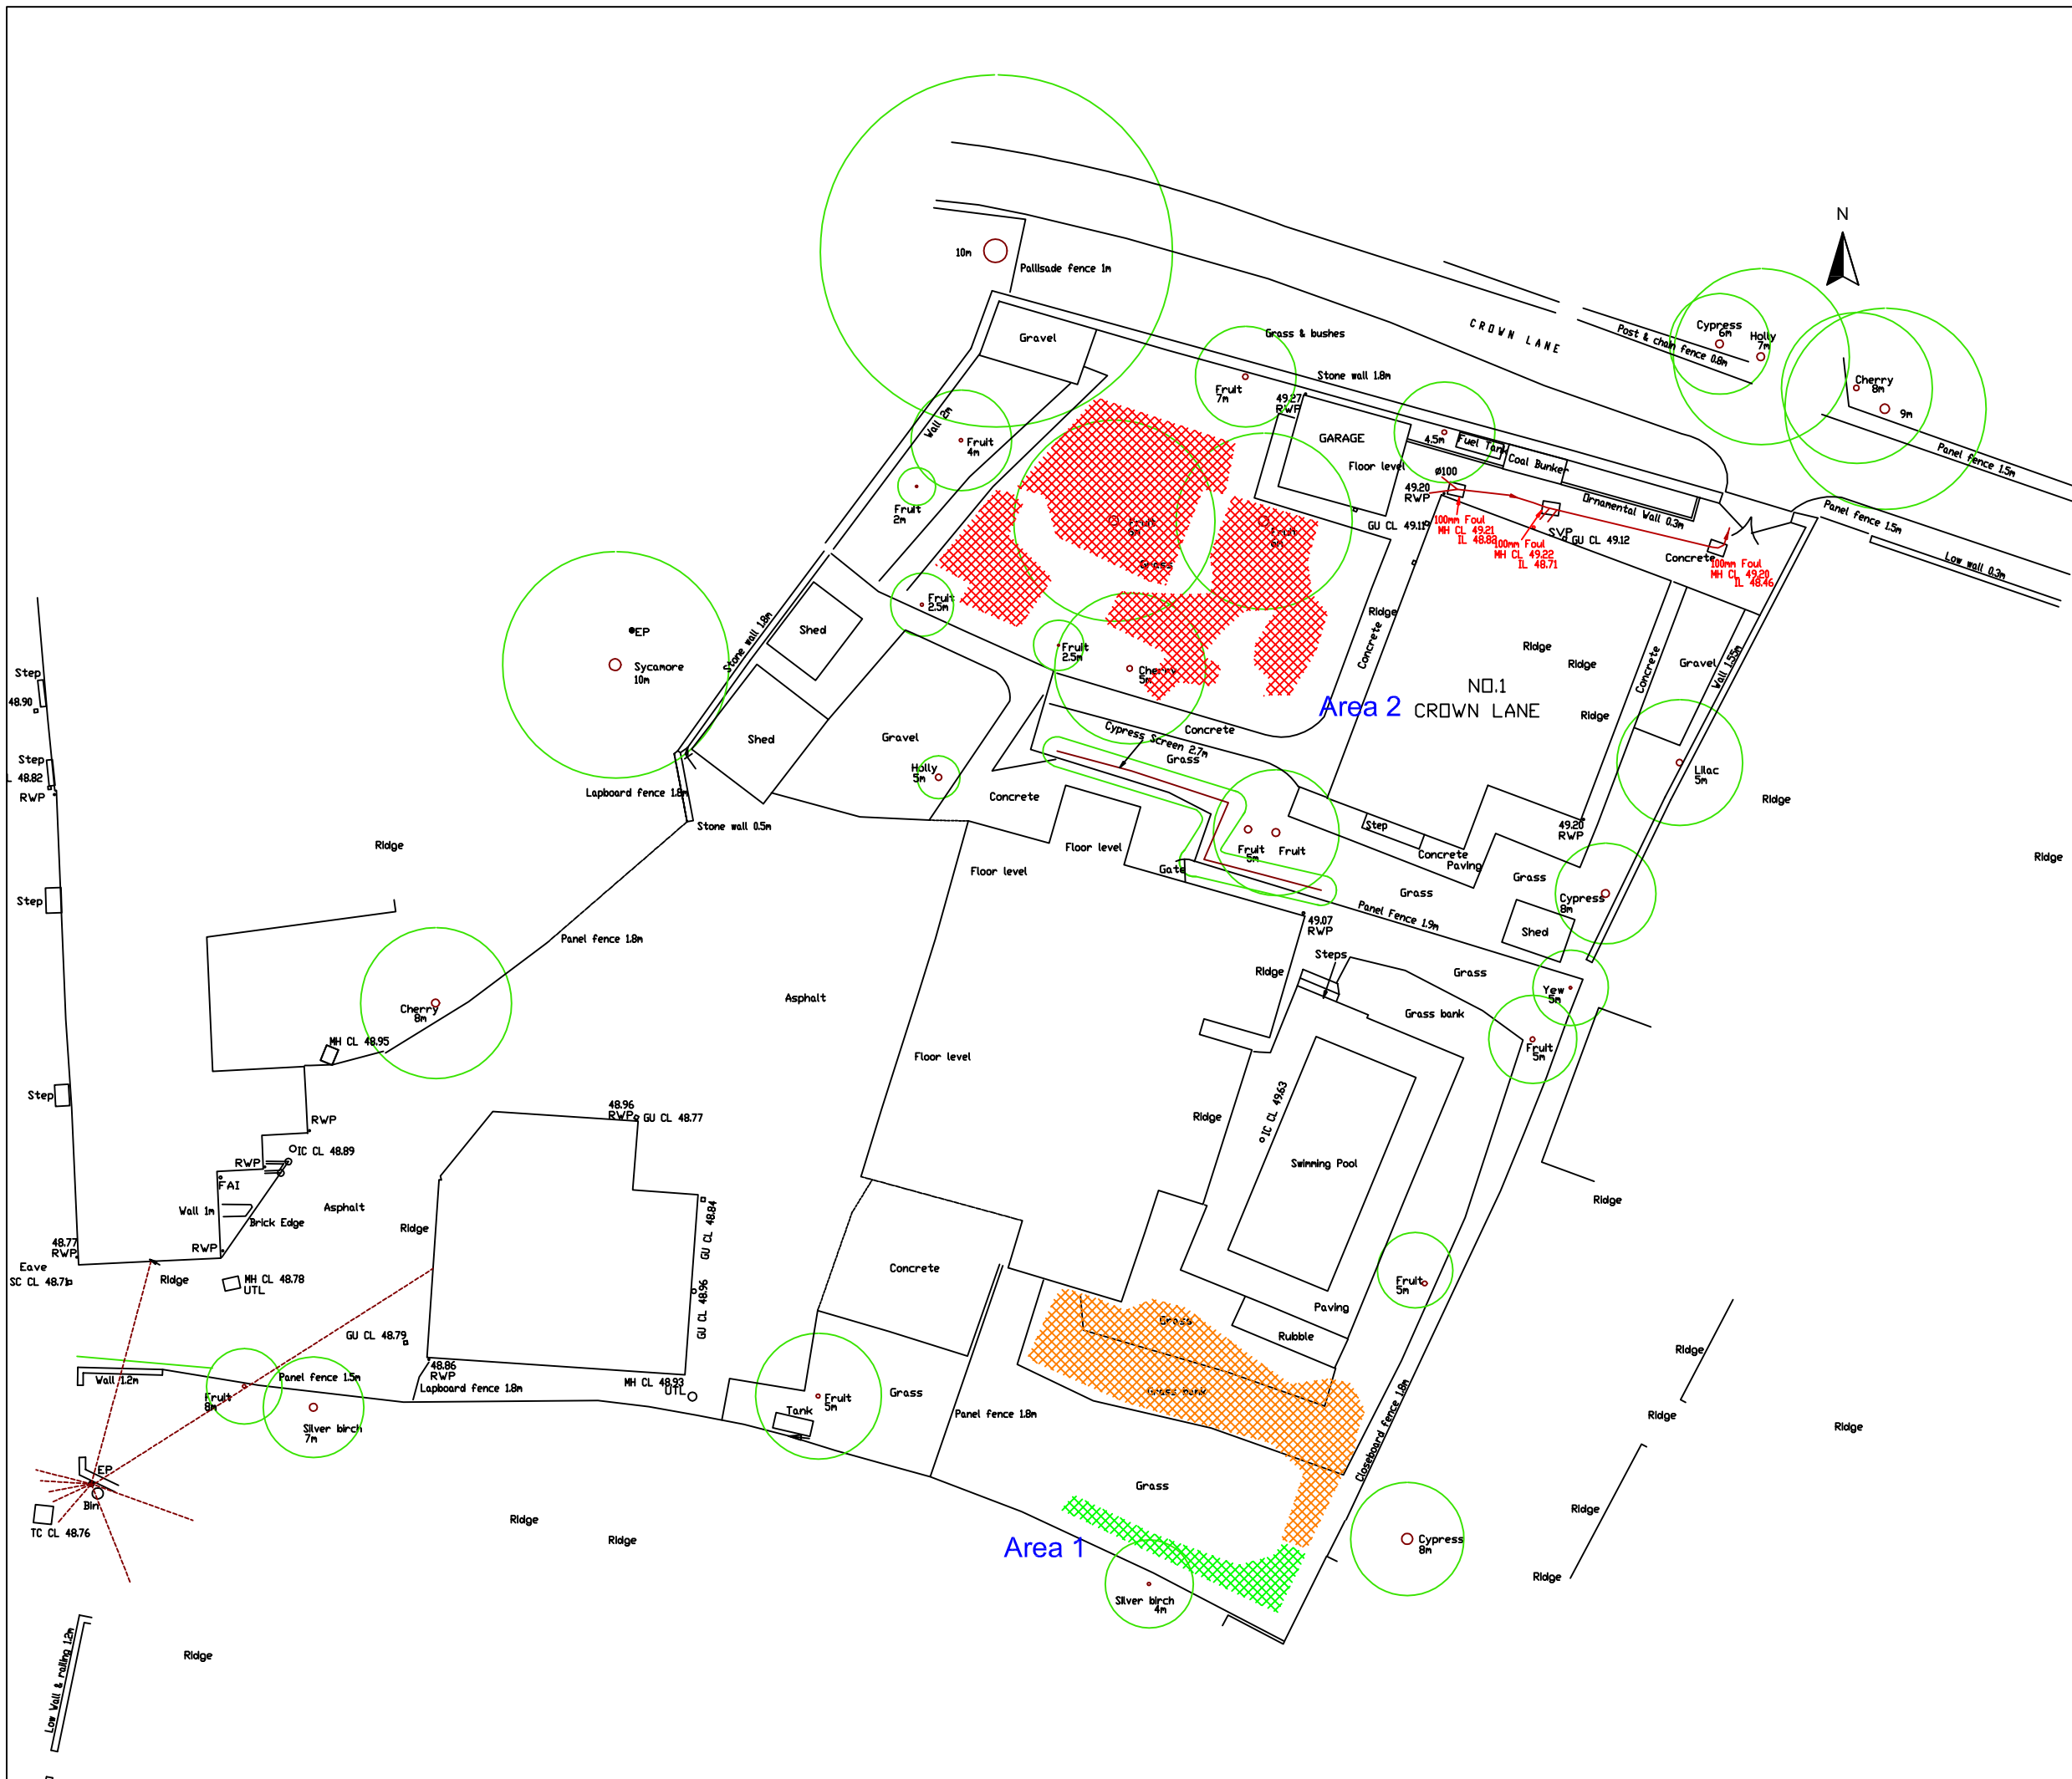 N
10m
Pallisade fence 1m
Cypress
6m
Holly
7m
CROWN LANE
Post & chain fence 0.8m
Grass & bushes
Gravel
Stone wall 1.8m
Cherry
8m
9m
Fruit
7m
49.27
RWP
Wall 2m
Fruit
4m
GARAGE
4.5m
Fuel Tank
Coal Bunker
Panel fence 1.5m
Floor level
Ø100
49.20
RWP
Ornamental Wall 0.3m
Fruit
2m
Fruit
6m
Fruit
6m
GU CL 49.11
100mm Foul
MH CL 49.21
IL 48.82
SVP
GU CL 49.12
100mm Foul
MH CL 49.22
IL 48.71
Panel fence 1.5m
Concrete
100mm Foul
MH CL 49.20
IL 48.46
Low wall 0.3m
Grass
Fruit
2.5m
Ridge
EP
Shed
Stone wall 1.8m
Fruit
2.5m
Concrete
Ridge
Ridge
Concrete
Gravel
Wall 1.55m
Sycamore
10m
Cherry
5m
Step
48.90
NO.1
CROWN LANE
Area 2
Ridge
Shed
Gravel
Cypress Screen 2.7m
Concrete
Grass
Step
L 48.82
RWP
Holly
5m
Lilac
5m
Lapboard fence 1.8m
Concrete
Ridge
Stone wall 0.5m
Step
49.20
RWP
Ridge
Floor level
Fruit
5m
Fruit
Concrete
Paving
Ridge
Floor level
Gate
Grass
Grass
Step
Cypress
8m
Panel Fence 1.9m
49.07
RWP
Shed
Panel fence 1.8m
Steps
Ridge
Grass
Yew
5m
Asphalt
Cherry
8m
Grass bank
MH CL 48.95
Fruit
5m
Floor level
Step
48.96
RWP
GU CL 48.77
IC CL 49.63
RWP
Ridge
IC CL 48.89
RWP
Swimming Pool
FAI
Wall 1m
Asphalt
Brick Edge
Ridge
GU CL 48.84
Ridge
48.77
RWP
RWP
Eave
SC CL 48.71
Ridge
MH CL 48.78
UTL
Concrete
Fruit
5m
GU CL 48.96
Paving
Grass
Rubble
GU CL 48.79
Ridge
48.86
RWP
Wall 1.2m
Panel fence 1.5m
Lapboard fence 1.8m
MH CL 48.93
UTL
Grass
Grass bank
Closeboard fence 1.8m
Fruit
8m
Fruit
5m
Tank
Panel fence 1.8m
Ridge
Ridge
Silver birch
7m
EP
Bin
Grass
Ridge
TC CL 48.76
Ridge
Ridge
Area 1
Cypress
8m
Ridge
Silver birch
4m
Low Wall & railing 1.2m
Ridge